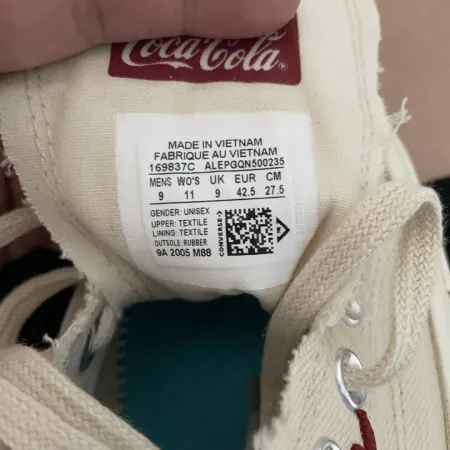 Coca-Cola
MADE IN VIETNAM
FABRIQUE AU VIETNAM
169837C ALEPGQN500235
MENS WO'S UK EUR CM
9 11 9 42.5 27.5
GENDER: UNISEX
UPPER: TEXTILE
LINING: TEXTILE
OUTSOLE: RUBBER
9A 2005 M88
CONVERSE